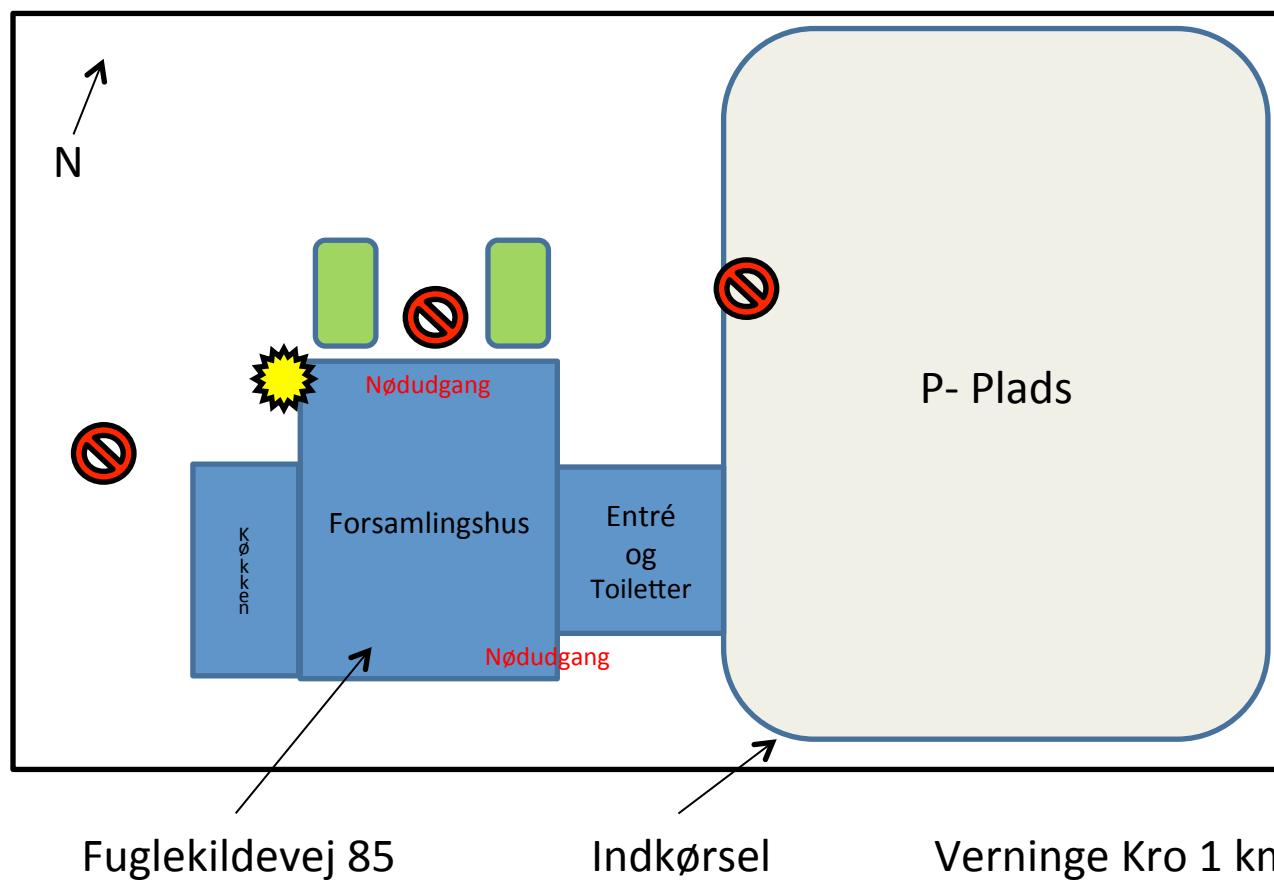 N
Nødudgang
P- Plads
Køkken
Forsamlingshus
Entré
og
Toiletter
Nødudgang
Fuglekildevej 85
Indkørsel
Verninge Kro 1 km